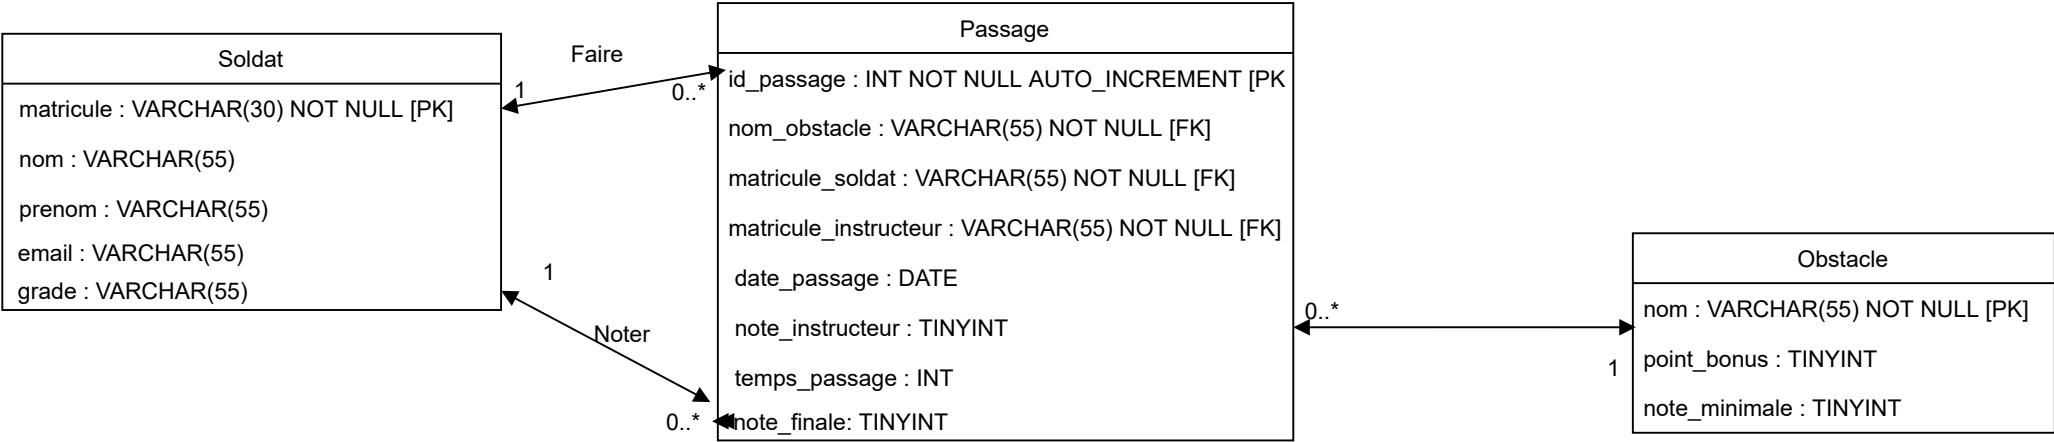 Soldat
matricule : VARCHAR(30) NOT NULL [PK]
nom : VARCHAR(55)
prenom : VARCHAR(55)
email : VARCHAR(55)
grade : VARCHAR(55)
Faire
1
0..*
1
Noter
0..*
Passage
id_passage : INT NOT NULL AUTO_INCREMENT [PK
nom_obstacle : VARCHAR(55) NOT NULL [FK]
matricule_soldat : VARCHAR(55) NOT NULL [FK]
matricule_instructeur : VARCHAR(55) NOT NULL [FK]
date_passage : DATE
note_instructeur : TINYINT
temps_passage : INT
note_finale: TINYINT
0..*
1
Obstacle
nom : VARCHAR(55) NOT NULL [PK]
point_bonus : TINYINT
note_minimale : TINYINT